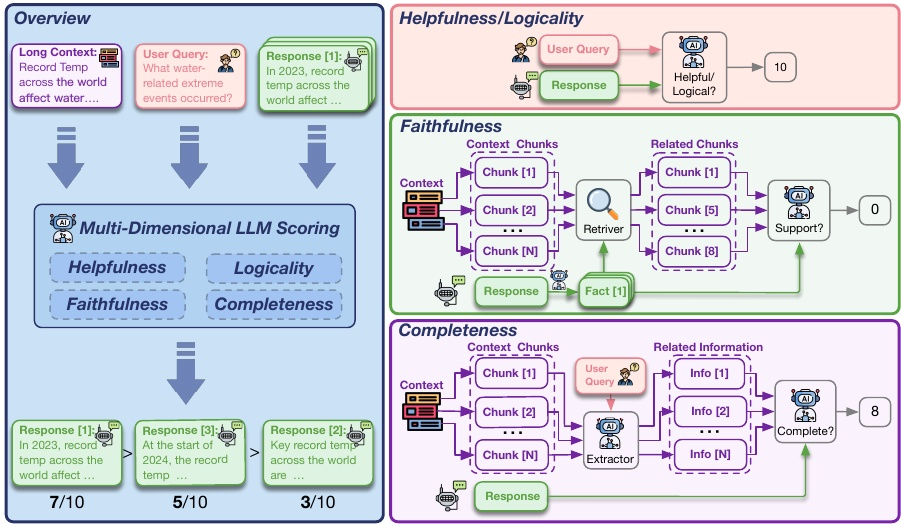 Overview
Long Context:
Record Temp
across the world
affect water....
User Query:
What water-
related extreme
events occurred?
Response [1]:
In 2023, record
temp across the
world affect ...
AI
Multi-Dimensional LLM Scoring
Helpfulness
Logicality
Faithfulness
Completeness
Response [1]:
In 2023, record
temp across the
world affect ...
>
Response [3]:
At the start of
2024, the record
temp ...
>
Response [2]:
Key record temp
across the world
are ...
7/10
5/10
3/10
Helpfulness/Logicality
User Query
Response
AI
Helpful/
Logical?
10
Faithfulness
Context Chunks
Related Chunks
Context
Chunk [1]
Chunk [2]
...
Chunk [N]
Retriver
Chunk [1]
Chunk [5]
...
Chunk [8]
AI
Support?
0
Response
AI
Fact [1]
Completeness
Context Chunks
Related Information
Context
Chunk [1]
Chunk [2]
...
Chunk [N]
User
Query
AI
Extractor
Info [1]
Info [2]
...
Info [N]
AI
Complete?
8
Response